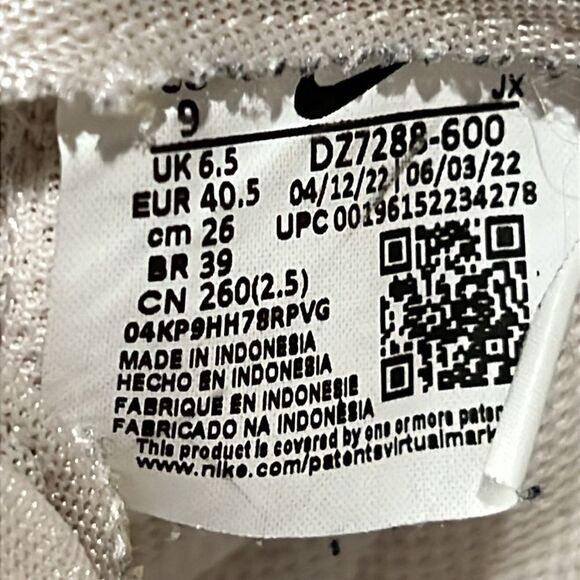 JX
9
DZ7288-600
UK 6.5
04/12/22 | 06/03/22
EUR 40.5
UPC 00196152234278
cm 26
BR 39
CN 260(2.5)
04KP9HH78RPVG
MADE IN INDONESIA
HECHO EN INDONESIA
FABRIQUE EN INDONESIE
FABRICADO NA INDONÉSIA
This product is covered by one or more
www.nike.com/patents